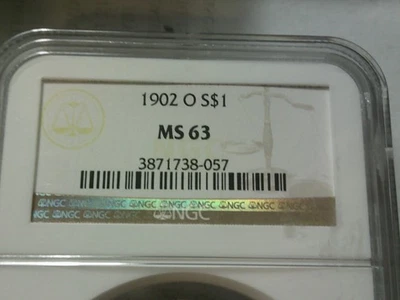 1902 O S$1
MS 63
3871738-057
NGC NGC NGC NGC NGC NGC NGC
NGC